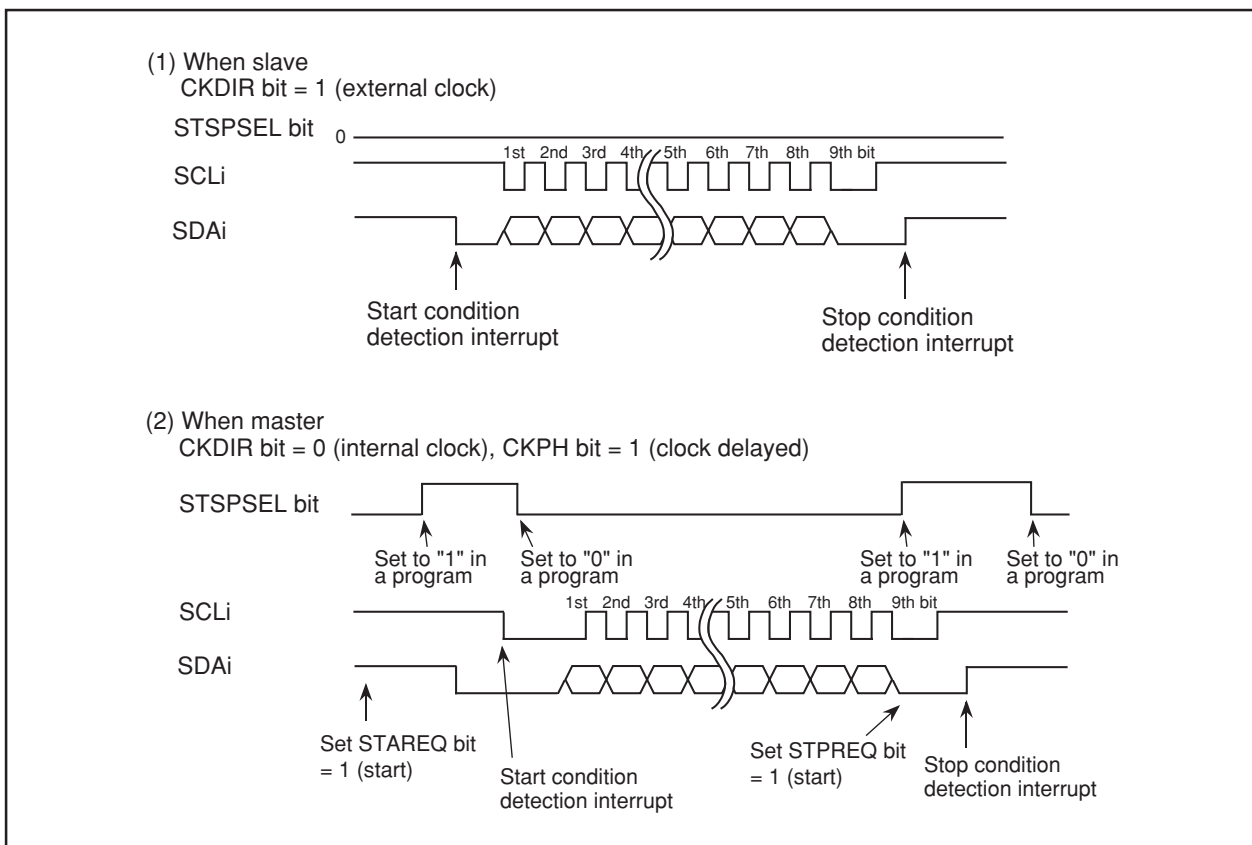 (1) When slave
CKDIR bit = 1 (external clock)
STSPSEL bit 0
1st 2nd 3rd 4th 5th 6th 7th 8th 9th bit
SCLi
SDAi
Start condition
detection interrupt
Stop condition
detection interrupt
(2) When master
CKDIR bit = 0 (internal clock), CKPH bit = 1 (clock delayed)
STSPSEL bit
Set to "1" in
a program
Set to "0" in
a program
Set to "1" in
a program
Set to "0" in
a program
1st 2nd 3rd 4th 5th 6th 7th 8th 9th bit
SCLi
SDAi
Set STAREQ bit
= 1 (start)
Start condition
detection interrupt
Set STPREQ bit
= 1 (start)
Stop condition
detection interrupt